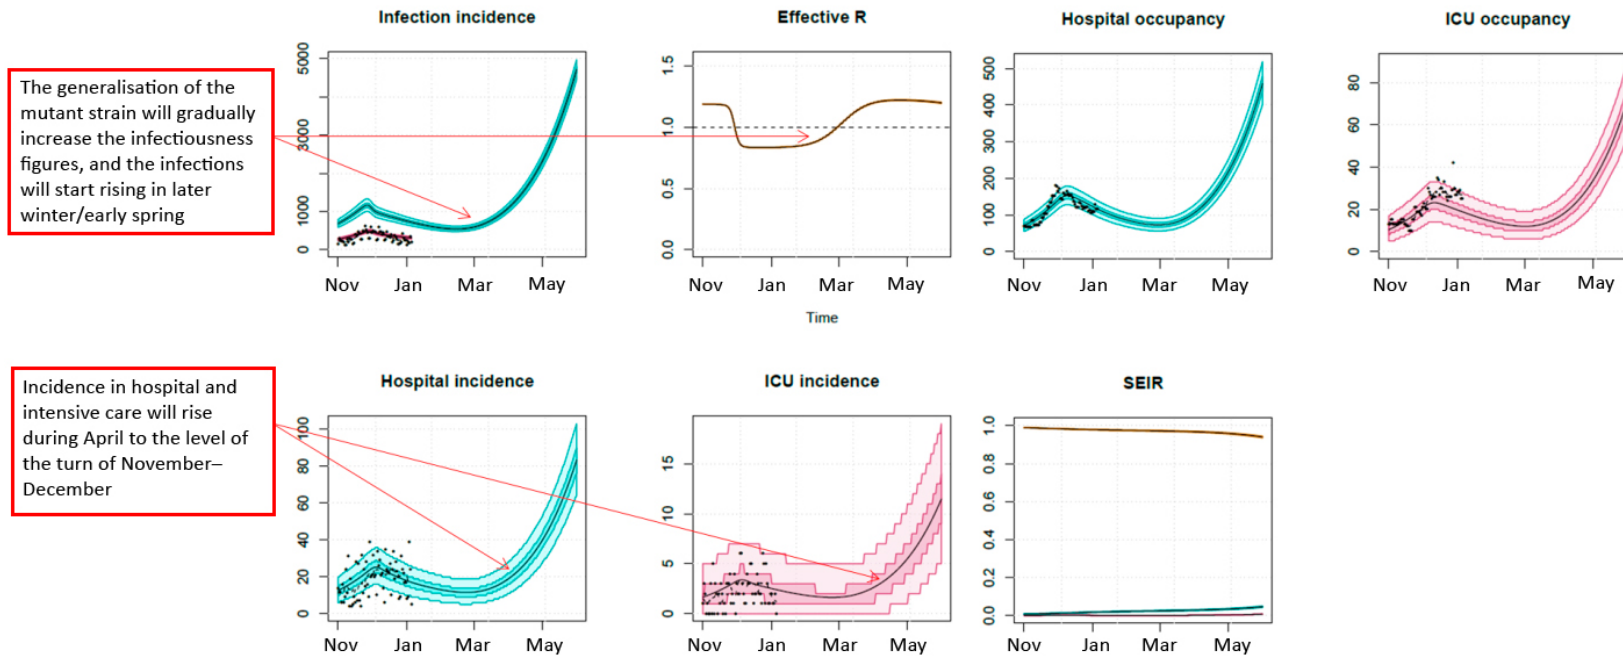 Infection incidence
Effective R
Hospital occupancy
ICU occupancy
The generalisation of the
mutant strain will gradually
increase the infectiousness
figures, and the infections
will start rising in later
winter/early spring
5000
3000
1000
0
Nov Jan Mar May
1.5
1.0
0.5
0.0
Nov Jan Mar May
Time
500
400
300
200
100
0
Nov Jan Mar May
80
60
40
20
0
Nov Jan Mar May
Hospital incidence
ICU incidence
SEIR
Incidence in hospital and
intensive care will rise
during April to the level of
the turn of November–
December
100
80
60
40
20
0
Nov Jan Mar May
15
10
5
0
Nov Jan Mar May
1.0
0.8
0.6
0.4
0.2
0.0
Nov Jan Mar May